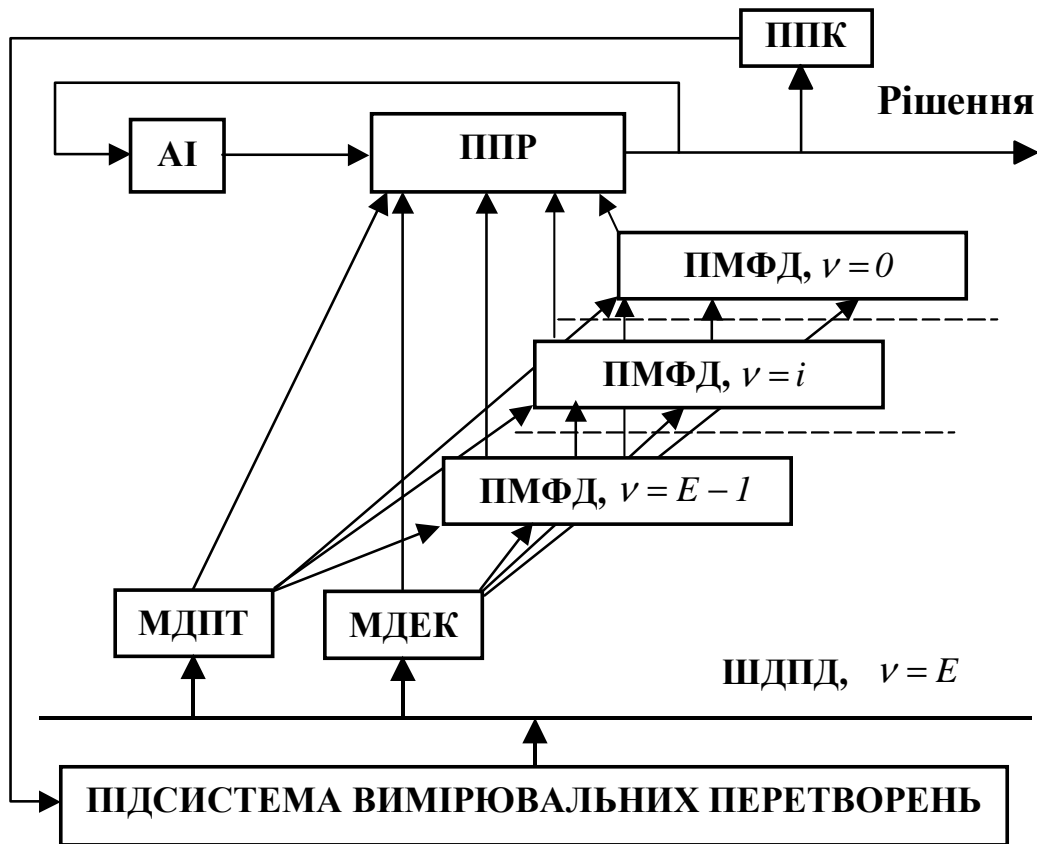 ППК
Рішення
АІ
ППР
ПМФД, ν = 0
ПМФД, ν = i
ПМФД, ν = E − 1
МДПТ
МДЕК
ШДПД, ν = E
ПІДСИСТЕМА ВИМІРЮВАЛЬНИХ ПЕРЕТВОРЕНЬ